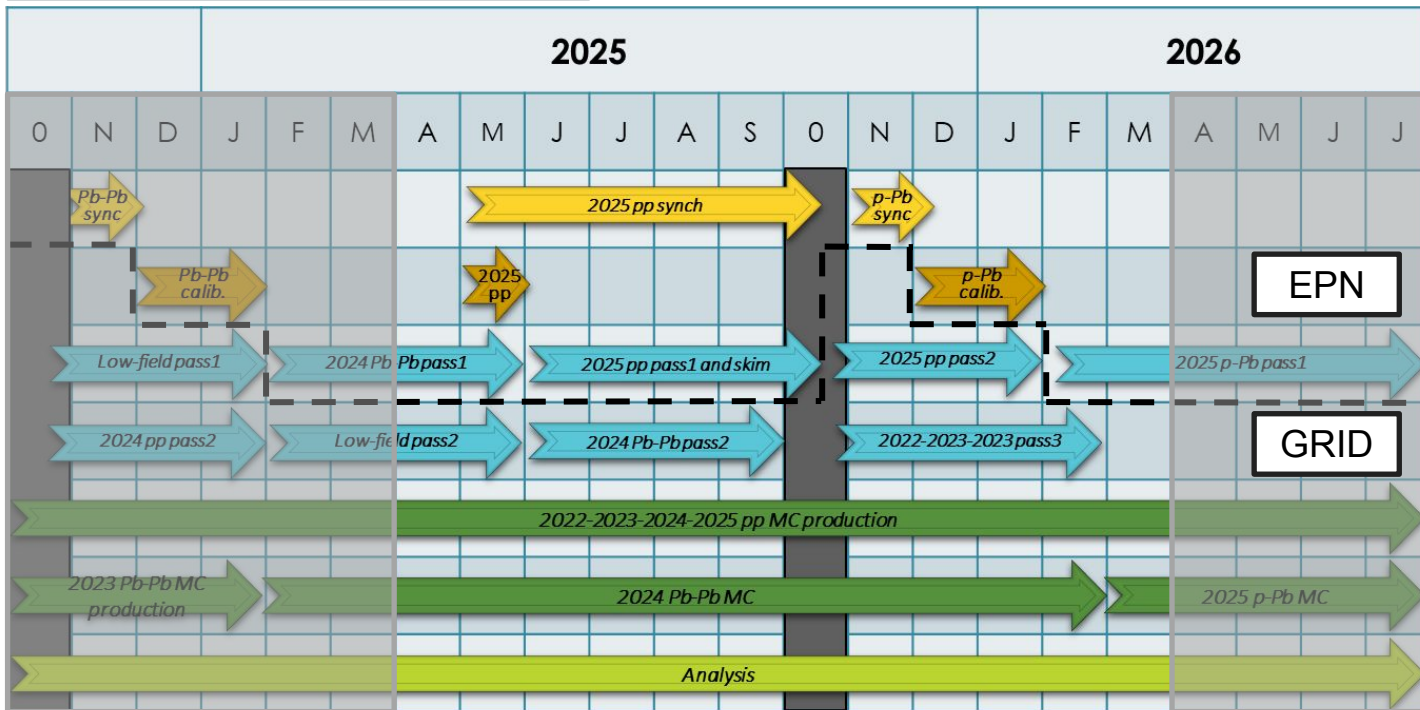 2025
2026
0 N D J F M A M J J A S 0 N D J F M A M J J
Pb-Pb
sync
2025 pp synch
p-Pb
sync
Pb-Pb
calib.
2025
pp
p-Pb
calib.
EPN
Low-field pass1
2024 Pb-Pb pass1
2025 pp pass1 and skim
2025 pp pass2
2025 p-Pb pass1
2024 pp pass2
Low-field pass2
2024 Pb-Pb pass2
2022-2023-2023 pass3
GRID
2022-2023-2024-2025 pp MC production
2023 Pb-Pb MC
production
2024 Pb-Pb MC
2025 p-Pb MC
Analysis